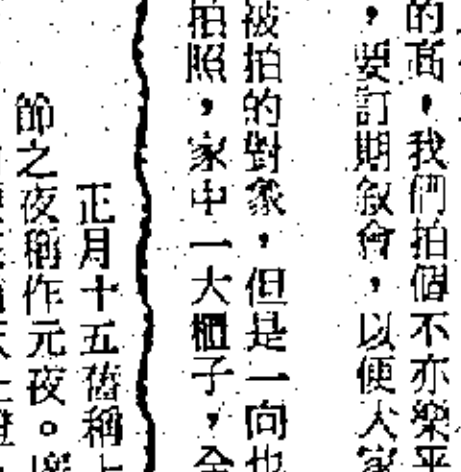 的高，我們拍個不亦樂乎
，要訂期敘會，以便大家
被拍的對象，但是一向也
拍照，家中一大櫃子，全
正月十五舊稱上
節之夜稱作元夜。